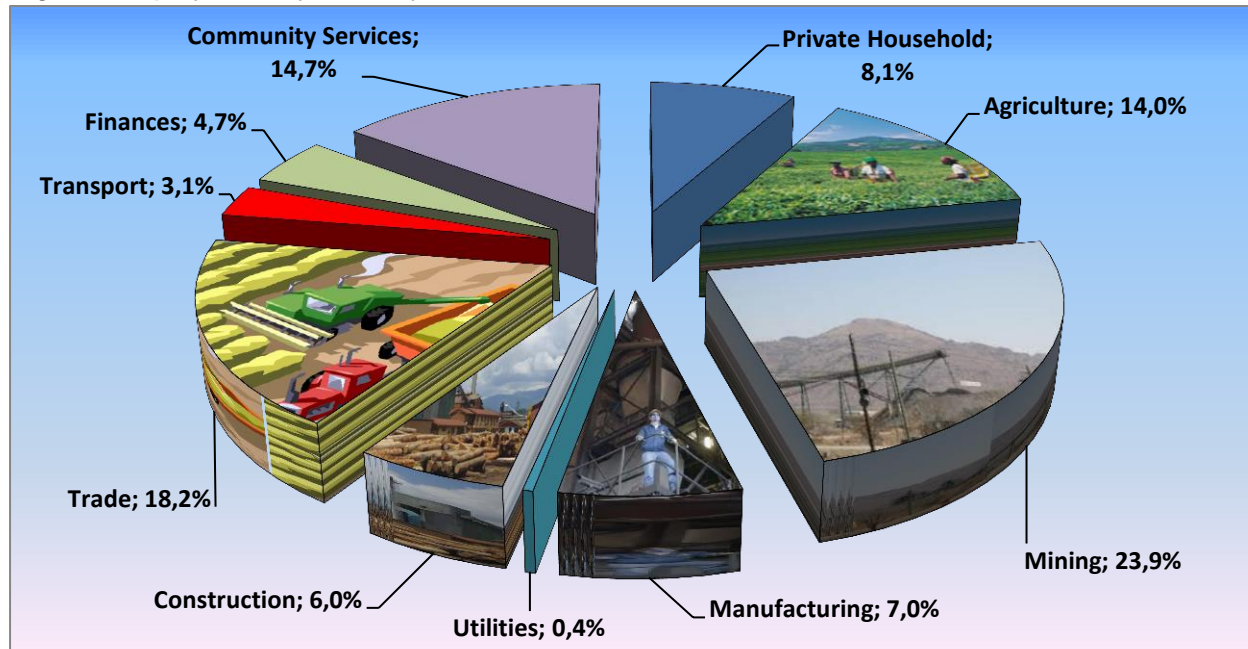 Community Services;
14,7%
Private Household;
8,1%
Agriculture; 14,0%
Finances; 4,7%
Transport; 3,1%
Trade; 18,2%
Mining; 23,9%
Construction; 6,0%
Manufacturing; 7,0%
Utilities; 0,4%